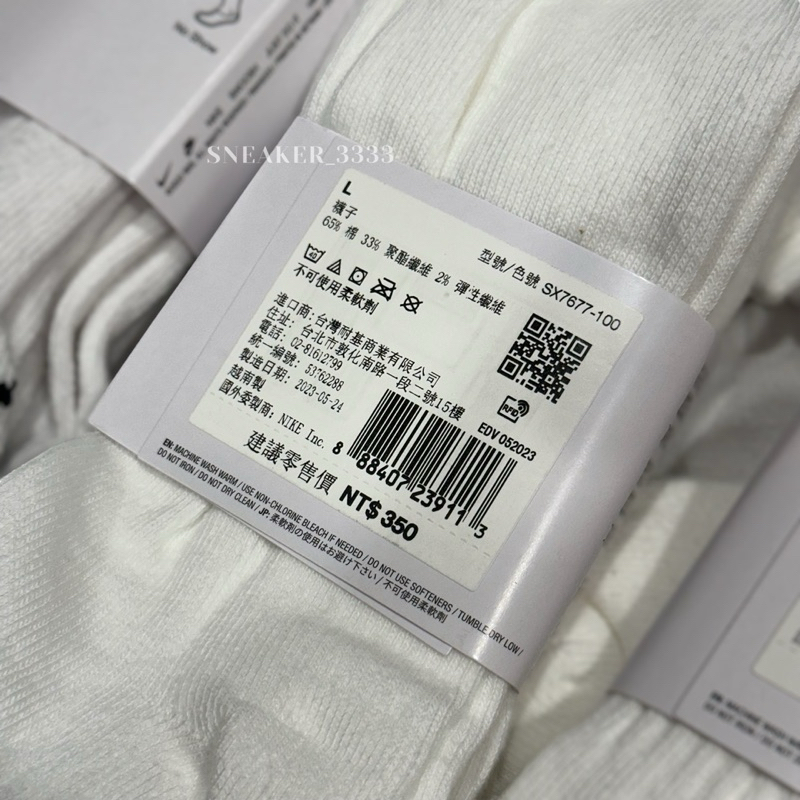 SNEAKER_3333
L
襪子
65% 棉 33% 聚酯纖維 2% 彈性纖維
型號/色號 SX7677-100
40
不可使用柔軟劑
進口商: 台灣耐基商業有限公司
住址: 台北市敦化南路一段二號15樓
電話: 02-81612799
統一編號: 53762288
製造日期: 2023-05-24
越南製
國外委製商: NIKE Inc.
RFID
EDV 052023
8 88407 23911 3
建議零售價 NT$ 350
EN: MACHINE WASH WARM / USE NON-CHLORINE BLEACH IF NEEDED / DO NOT USE SOFTENERS / TUMBLE DRY LOW /
DO NOT IRON / DO NOT DRY CLEAN / JP: 柔軟剤の使用はお避け下さい / 不可使用柔軟劑
EN: MACHINE WASH